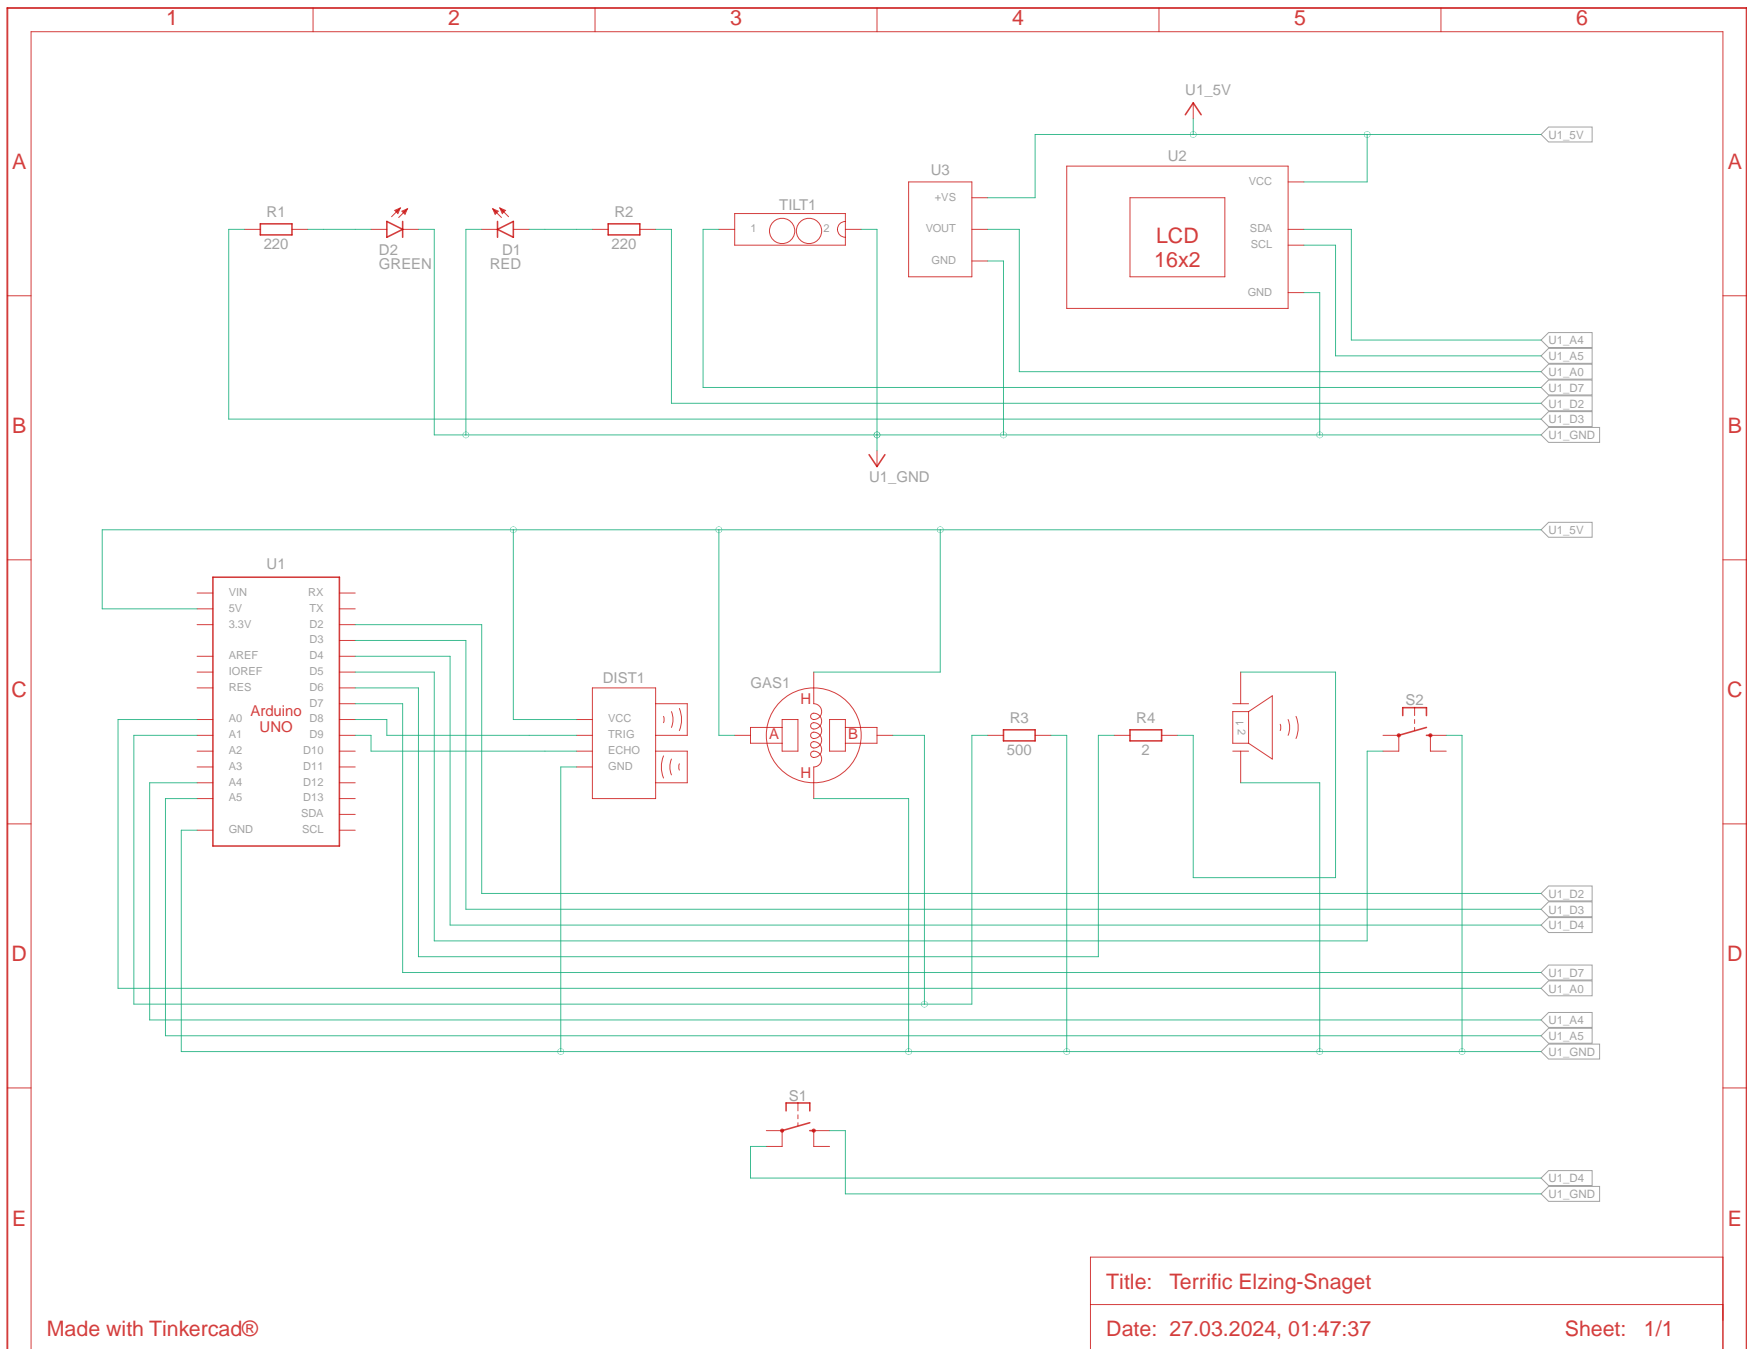 1 2 3 4 5 6
U1_5V
U1_5V
A A
U2
U3
VCC
+VS
R1 R2 TILT1
1 2 VOUT SDA
LCD
16x2
SCL
220 220
D2 D1
GREEN RED
GND
GND
U1_A4
U1_A5
U1_A0
U1_D7
U1_D2
U1_D3
B B
U1_GND
U1_GND
U1_5V
U1
VIN RX
5V TX
3.3V D2
D3
AREF D4
IOREF D5
RES D6
D7
Arduino
UNO
A0 D8
A1 D9
A2 D10
A3 D11
A4 D12
A5 D13
SDA
GND SCL
C C
DIST1
VCC
TRIG
ECHO
GND
GAS1
H
A B
H
R3
500
R4
2
1 2
S2
U1_D2
U1_D3
U1_D4
D D
U1_D7
U1_A0
U1_A4
U1_A5
U1_GND
S1
U1_D4
U1_GND
E E
Title: Terrific Elzing-Snaget
Made with Tinkercad®
Date: 27.03.2024, 01:47:37 Sheet: 1/1